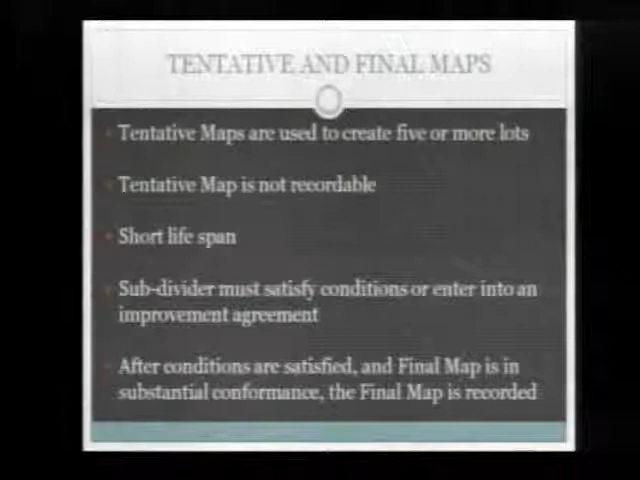 TENTATIVE AND FINAL MAPS
Tentative Maps are used to create five or more lots
Tentative Map is not recordable
Short life span
Sub-divider must satisfy conditions or enter into an
improvement agreement
After conditions are satisfied, and Final Map is in
substantial conformance, the Final Map is recorded